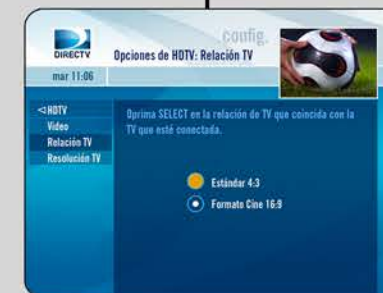 config.
DIRECTV
Opciones de HDTV: Relación TV
mar 11:06
HDTV
Video
Relación TV
Resolución TV
Oprima SELECT en la relación de TV que coincida con la
TV que esté conectada.
Estándar 4:3
Formato Cine 16:9